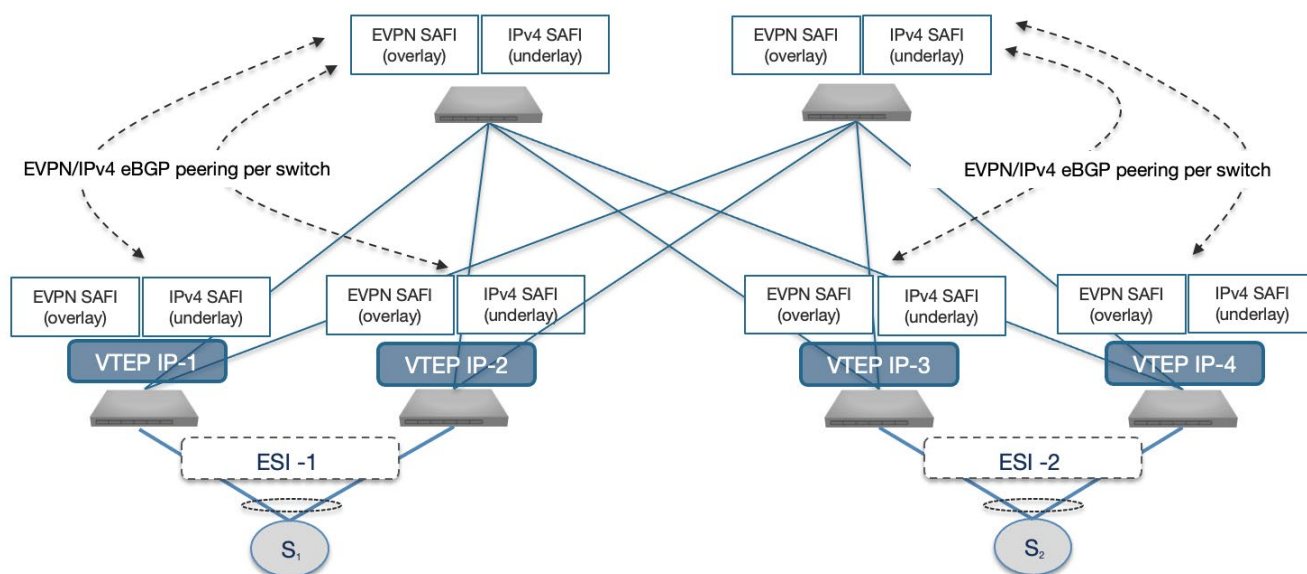 EVPN SAFI
(overlay)
IPv4 SAFI
(underlay)
EVPN SAFI
(overlay)
IPv4 SAFI
(underlay)
EVPN/IPv4 eBGP peering per switch
EVPN/IPv4 eBGP peering per switch
EVPN SAFI
(overlay)
IPv4 SAFI
(underlay)
EVPN SAFI
(overlay)
IPv4 SAFI
(underlay)
EVPN SAFI
(overlay)
IPv4 SAFI
(underlay)
EVPN SAFI
(overlay)
IPv4 SAFI
(underlay)
VTEP IP-1
VTEP IP-2
VTEP IP-3
VTEP IP-4
ESI -1
ESI -2
S₁
S₂